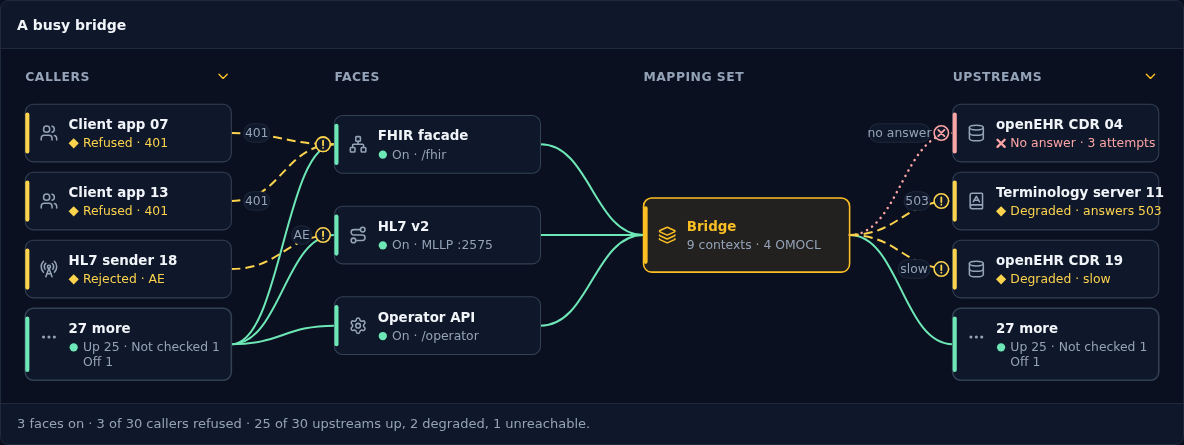 A busy bridge
CALLERS
FACES
MAPPING SET
UPSTREAMS
Client app 07
Refused · 401
401
Client app 13
Refused · 401
401
HL7 sender 18
Rejected · AE
AE
27 more
Up 25 · Not checked 1
Off 1
FHIR facade
On · /fhir
HL7 v2
On · MLLP :2575
Operator API
On · /operator
Bridge
9 contexts · 4 OMOCL
no answer
openEHR CDR 04
No answer · 3 attempts
503
Terminology server 11
Degraded · answers 503
slow
openEHR CDR 19
Degraded · slow
27 more
Up 25 · Not checked 1
Off 1
3 faces on · 3 of 30 callers refused · 25 of 30 upstreams up, 2 degraded, 1 unreachable.